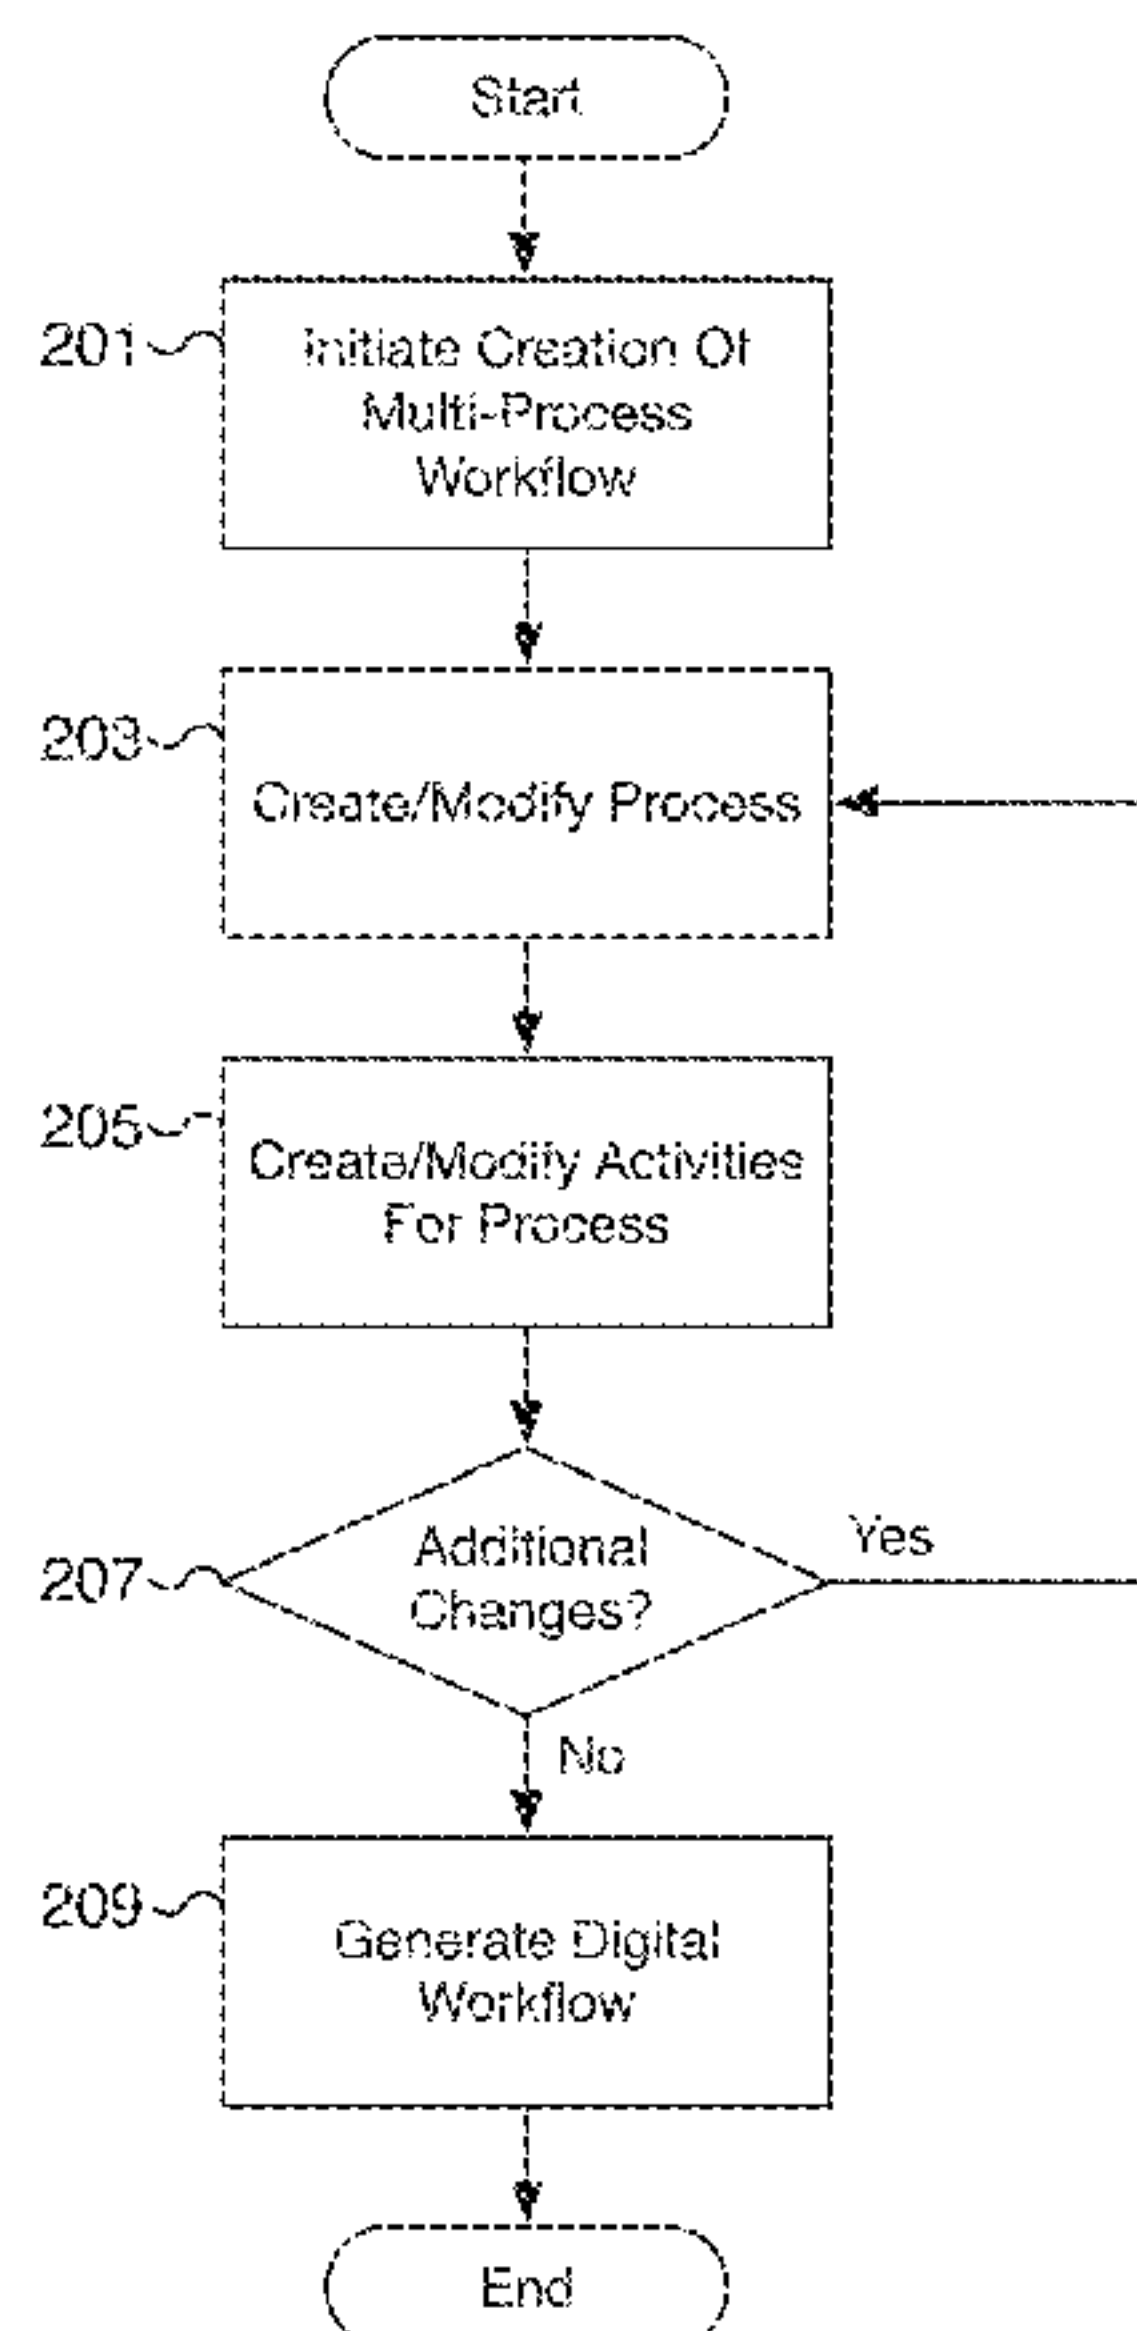 Start
201
Initiate Creation Of
Multi-Process
Workflow
203
Create/Modify Process
205
Create/Modify Activities
For Process
207
Additional
Changes?
Yes
No
209
Generate Digital
Workflow
End